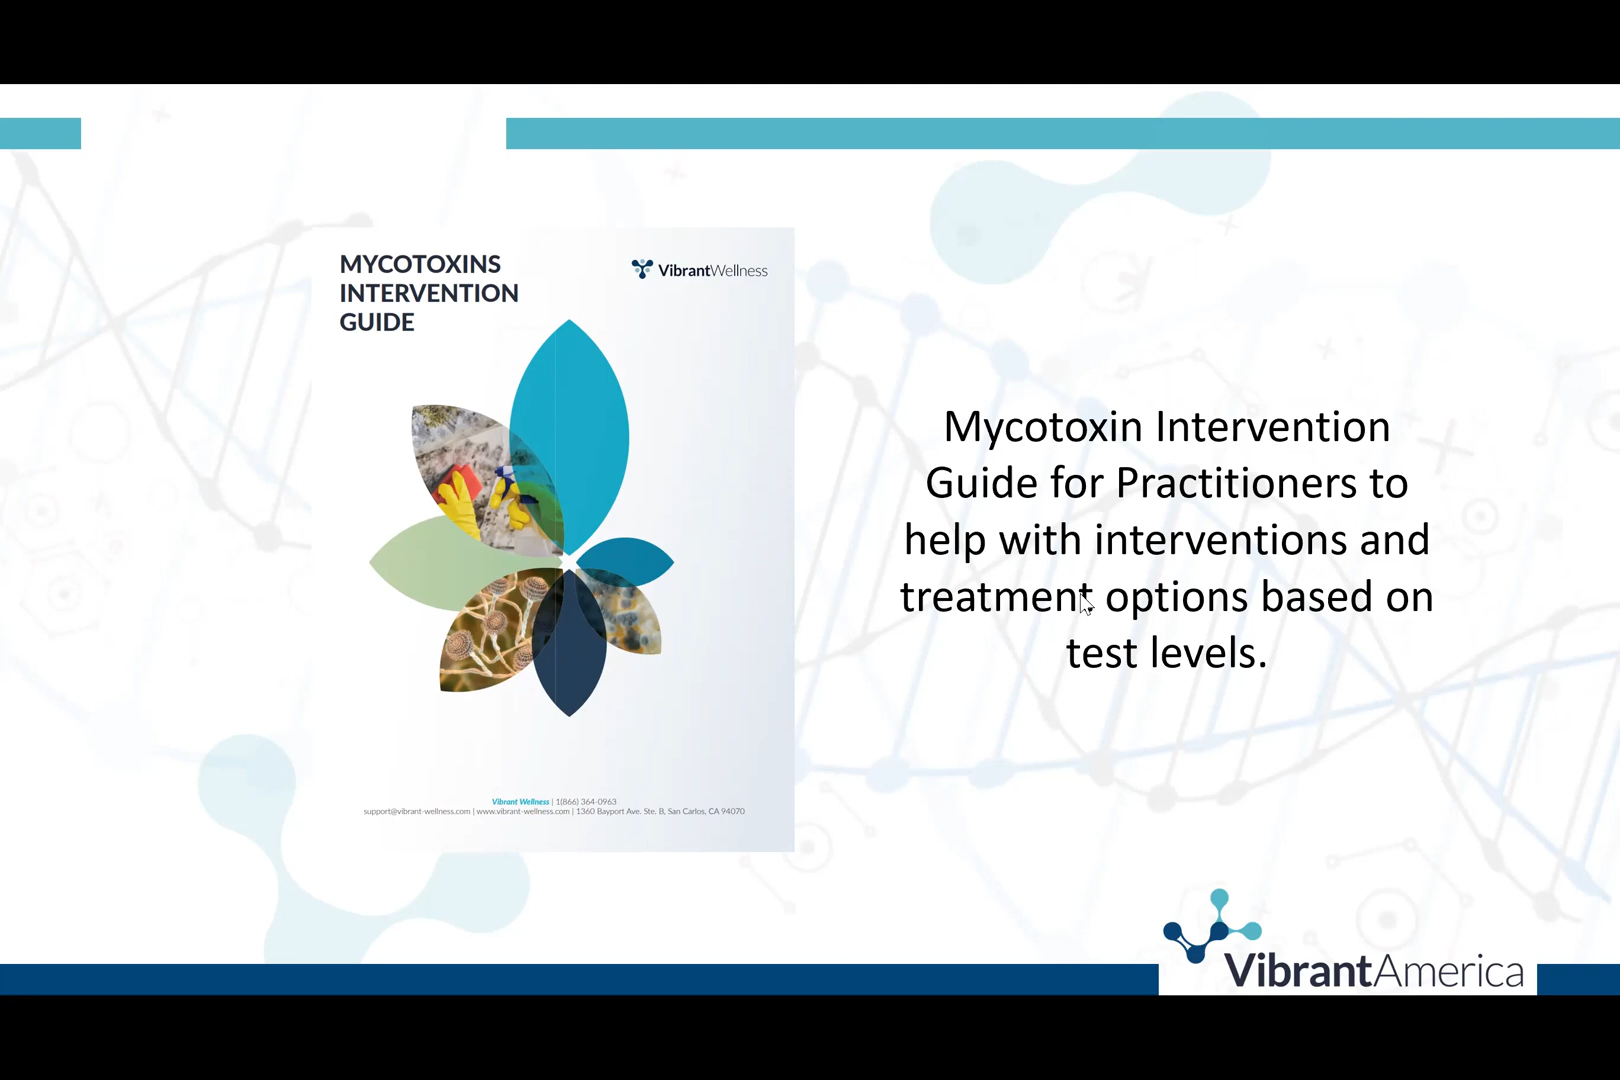 MYCOTOXINS
INTERVENTION
GUIDE
VibrantWellness
Mycotoxin Intervention
Guide for Practitioners to
help with interventions and
treatment options based on
test levels.
Vibrant Wellness | 1(866) 364-0963
support@vibrant-wellness.com | www.vibrant-wellness.com | 1360 Bayport Ave. Ste. B, San Carlos, CA 94070
VibrantAmerica